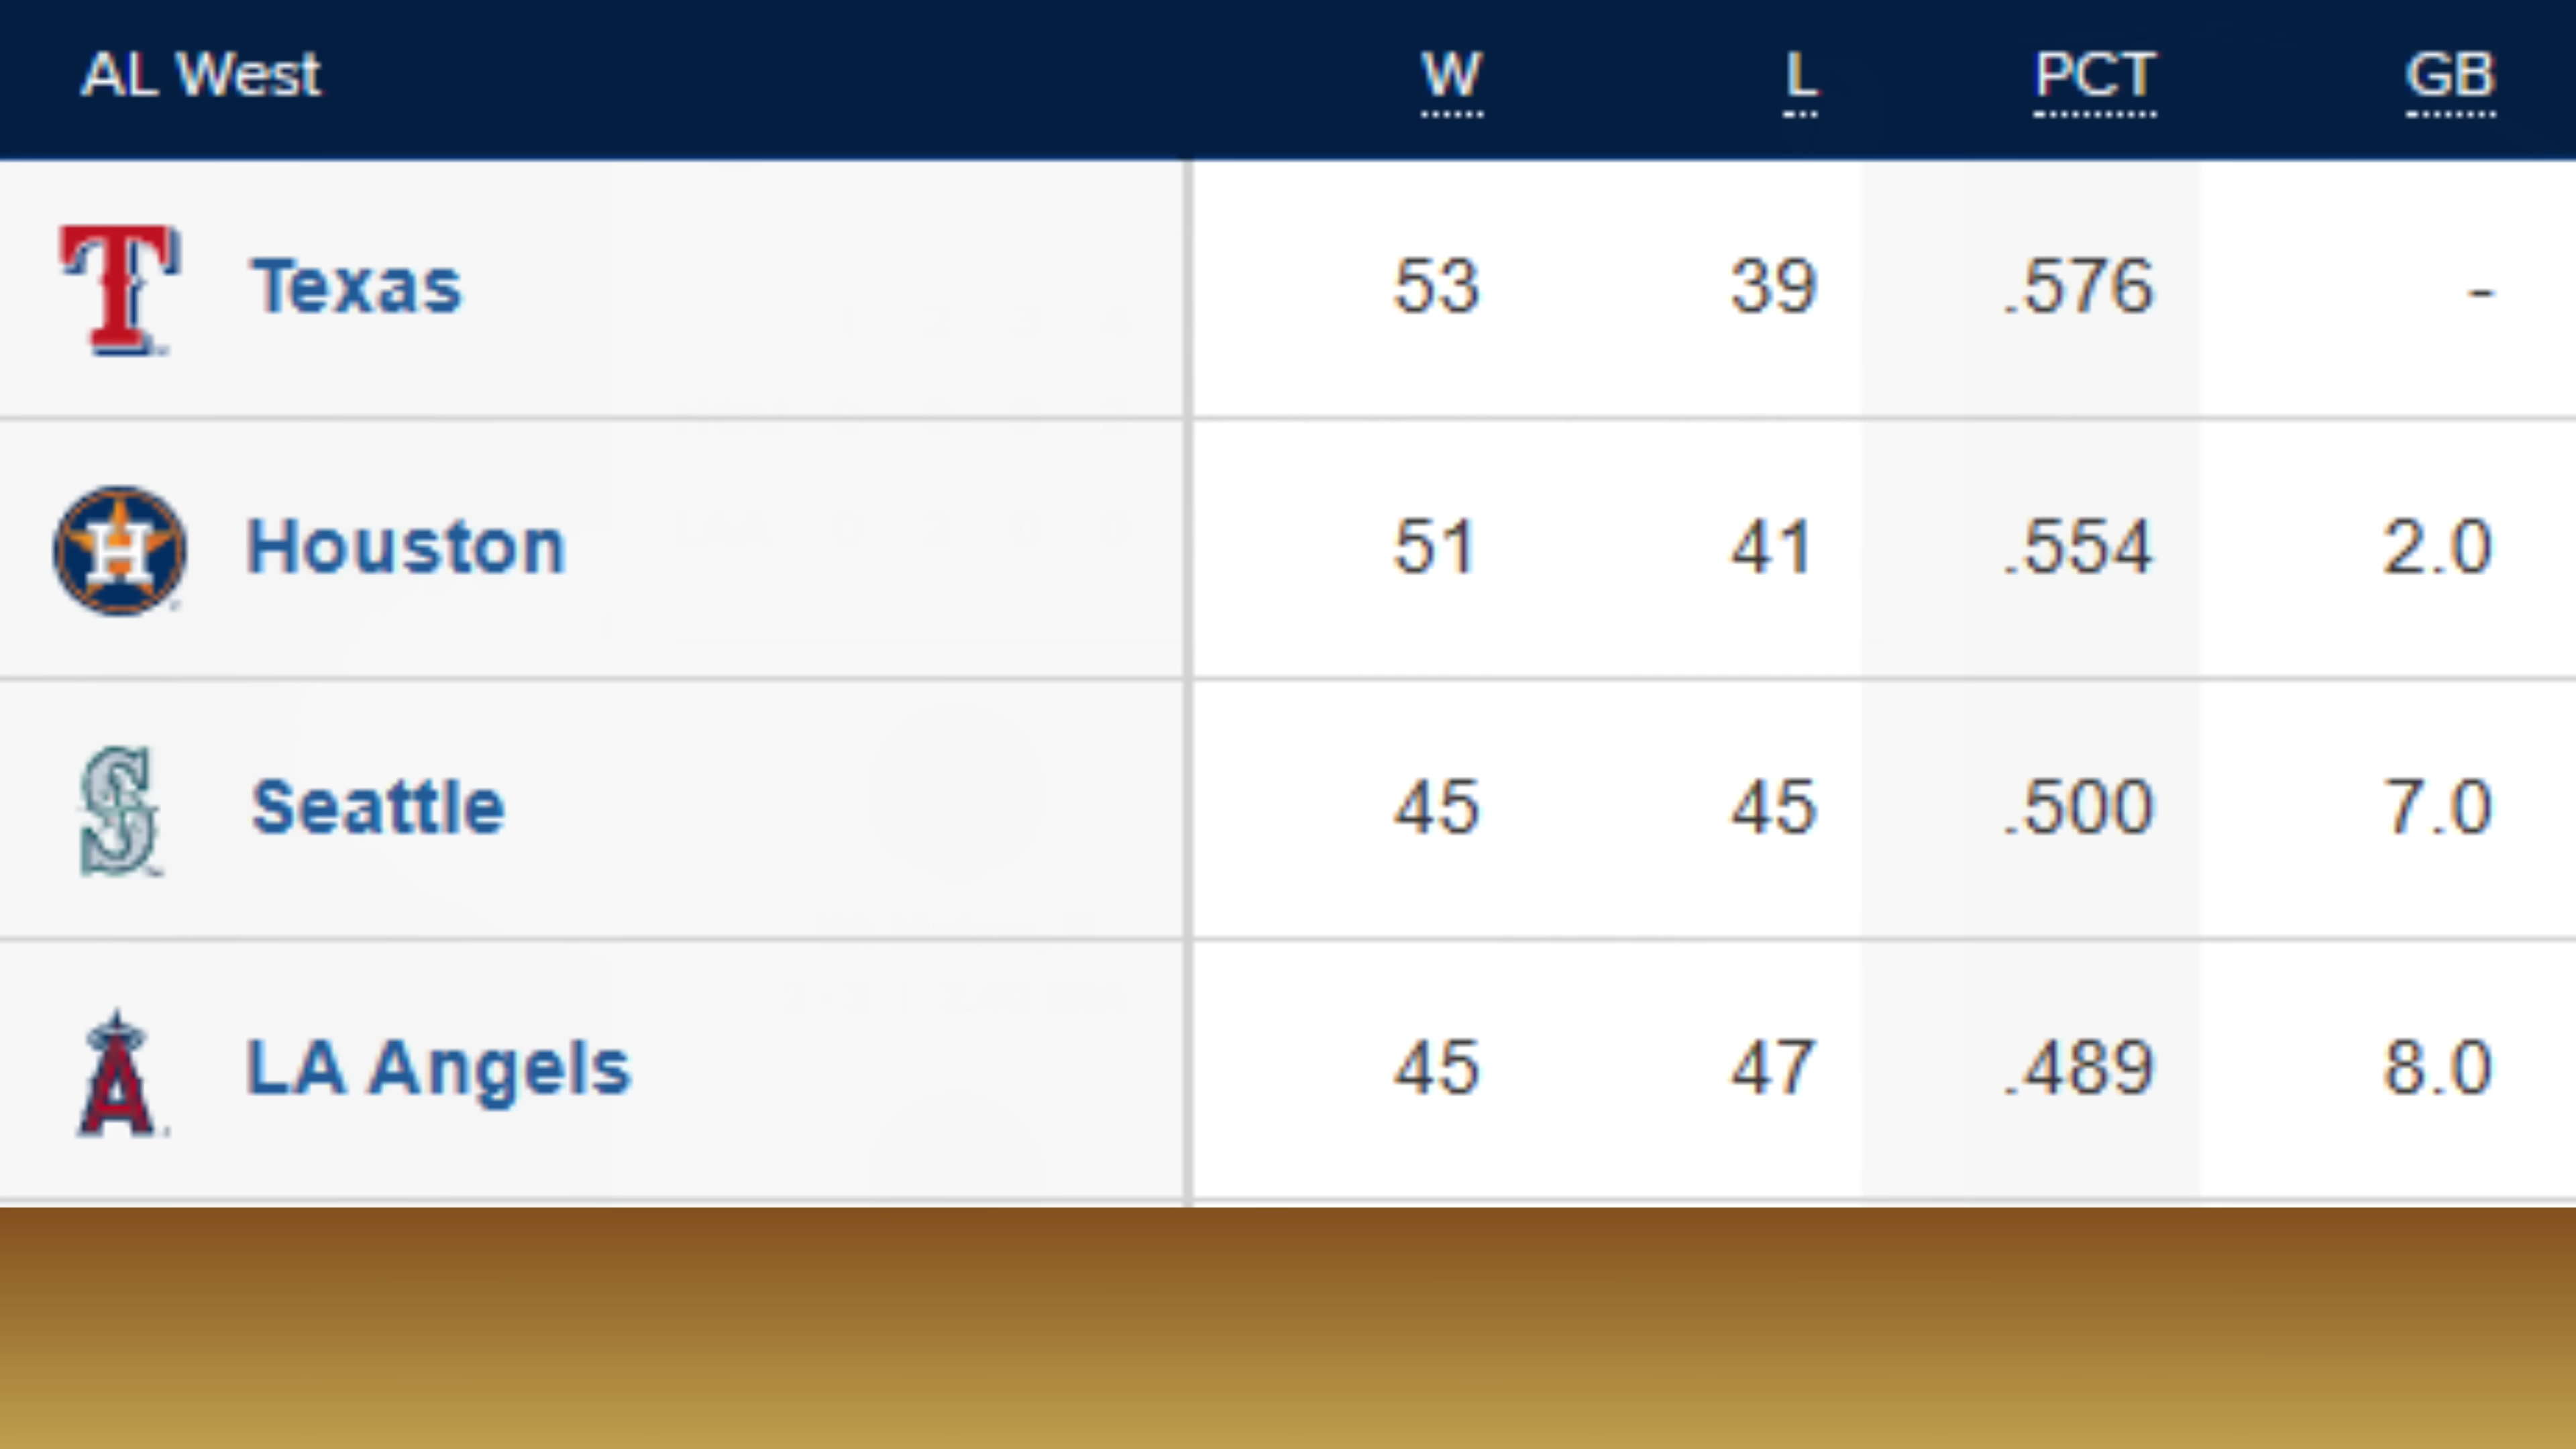 AL West W L PCT GB
Texas 53 39 .576 -
Houston 51 41 .554 2.0
Seattle 45 45 .500 7.0
LA Angels 45 47 .489 8.0